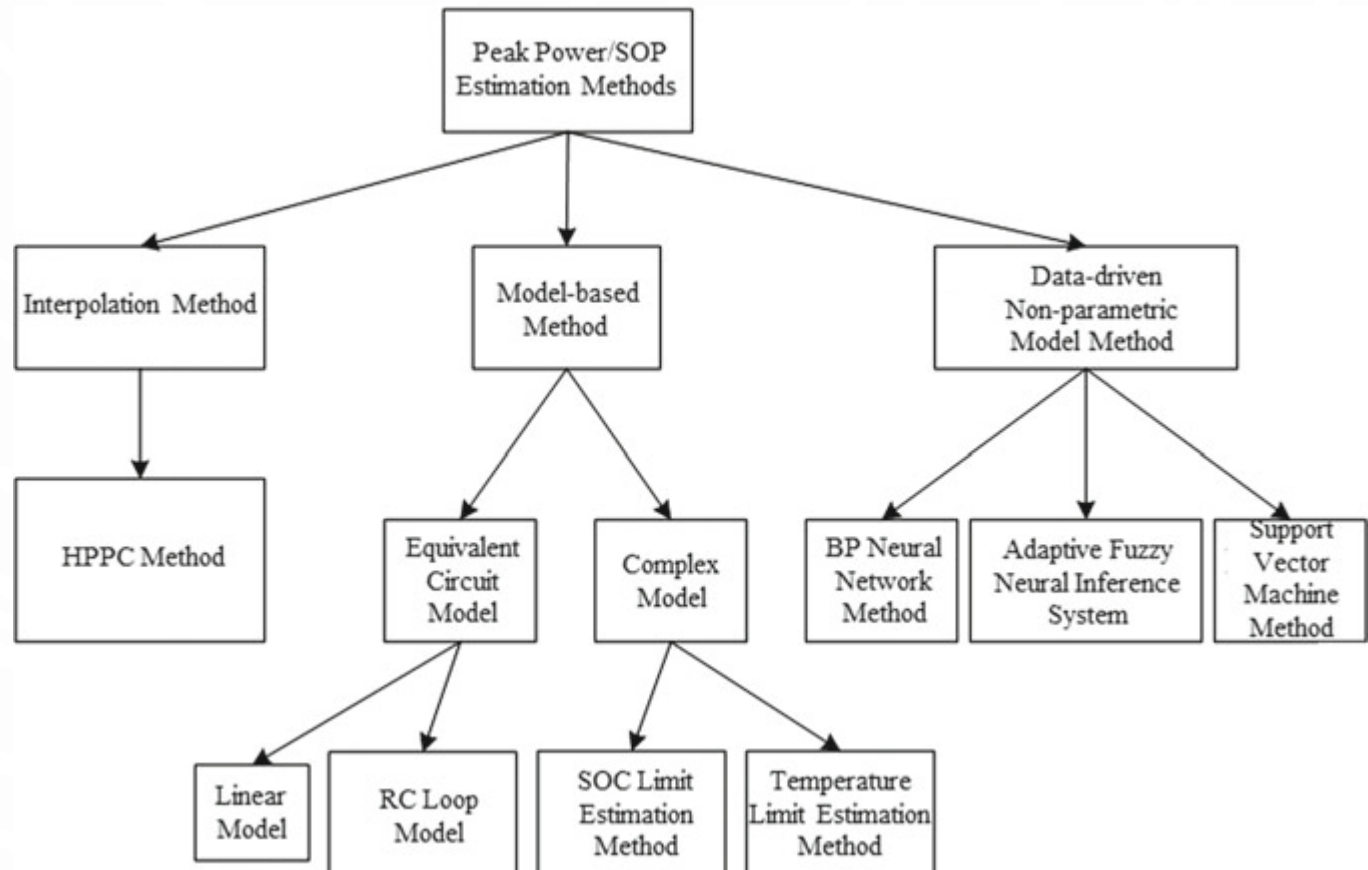 Peak Power/SOP
Estimation Methods
Interpolation Method
Model-based
Method
Data-driven
Non-parametric
Model Method
HPPC Method
Equivalent
Circuit
Model
Complex
Model
BP Neural
Network
Method
Adaptive Fuzzy
Neural Inference
System
Support
Vector
Machine
Method
Linear
Model
RC Loop
Model
SOC Limit
Estimation
Method
Temperature
Limit Estimation
Method